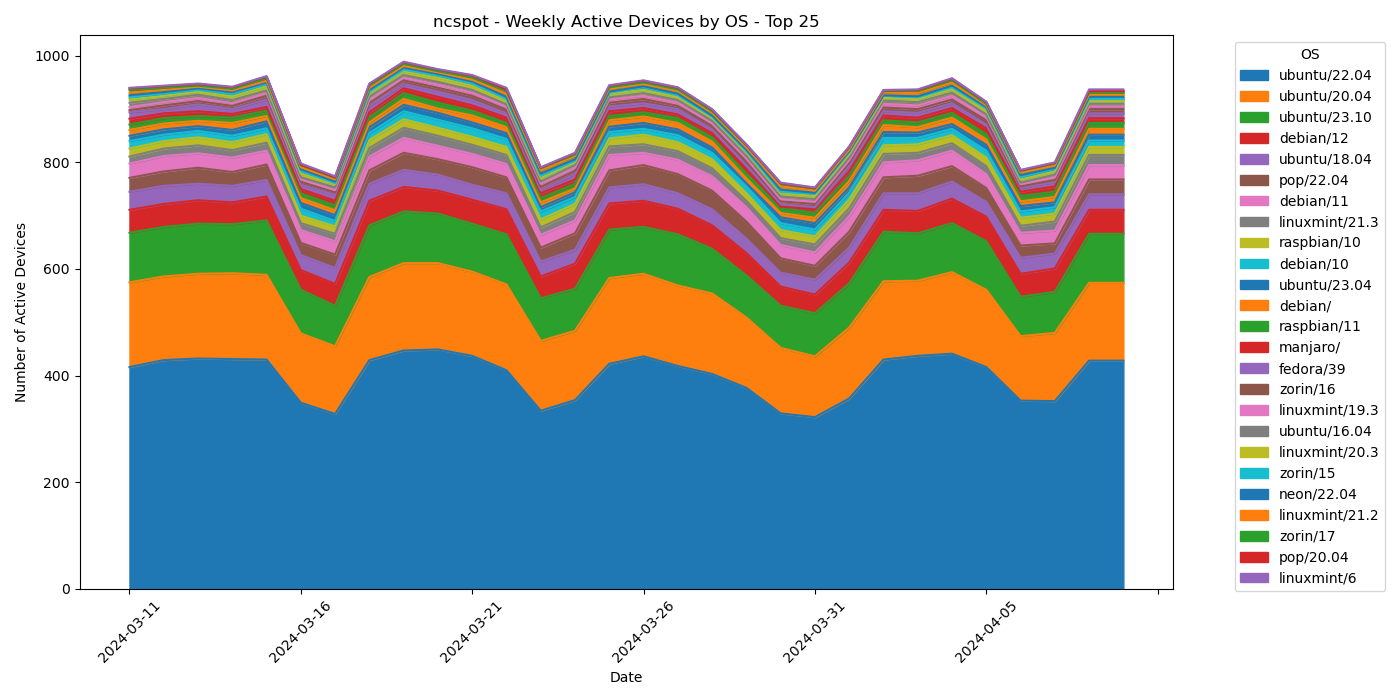 ncspot - Weekly Active Devices by OS - Top 25
Number of Active Devices
1000
800
600
400
200
0
2024-03-11
2024-03-16
2024-03-21
2024-03-26
2024-03-31
2024-04-05
Date
OS
ubuntu/22.04
ubuntu/20.04
ubuntu/23.10
debian/12
ubuntu/18.04
pop/22.04
debian/11
linuxmint/21.3
raspbian/10
debian/10
ubuntu/23.04
debian/
raspbian/11
manjaro/
fedora/39
zorin/16
linuxmint/19.3
ubuntu/16.04
linuxmint/20.3
zorin/15
neon/22.04
linuxmint/21.2
zorin/17
pop/20.04
linuxmint/6